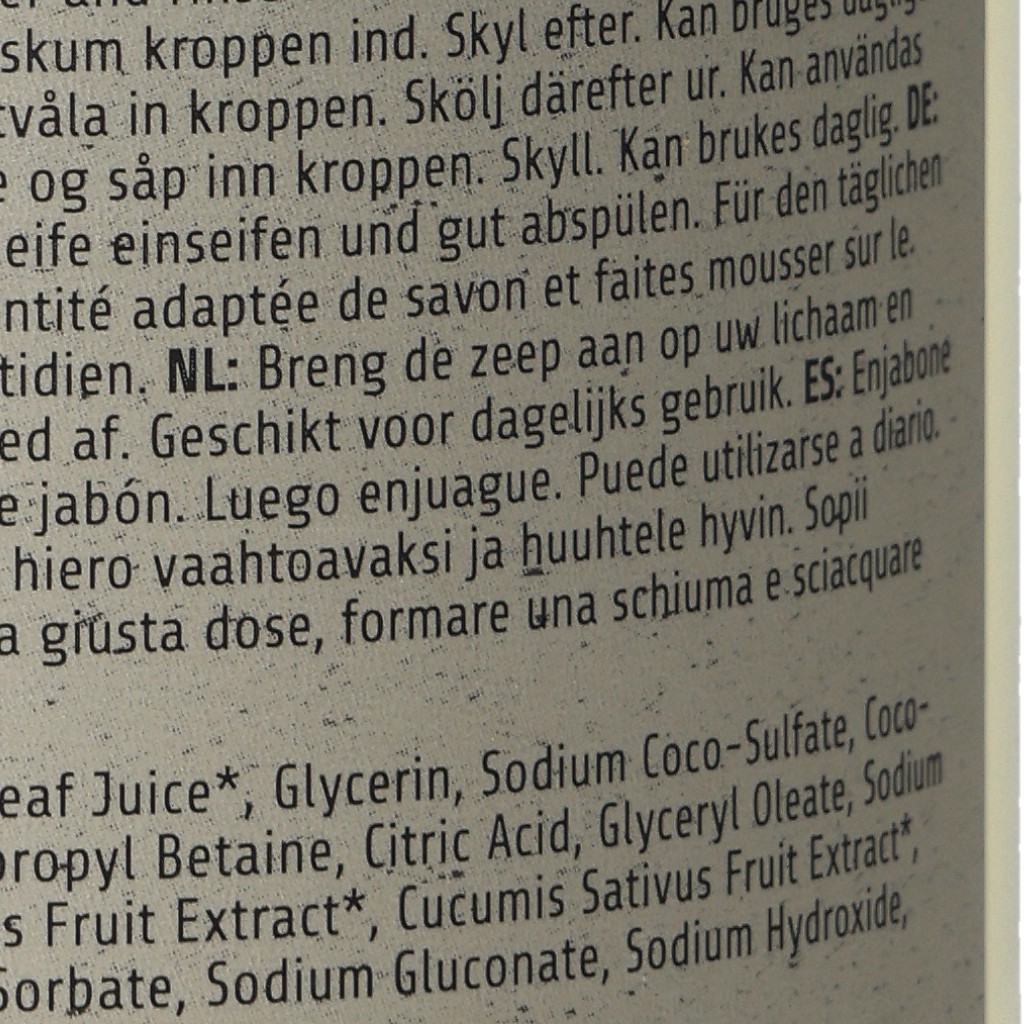 skum kroppen ind. Skyl efter. Kan bruges
tvåla in kroppen. Skölj därefter ur. Kan användas
e og såp inn kroppen. Skyll. Kan brukes daglig. DE:
eife einseifen und gut abspülen. Für den täglichen
ntité adaptée de savon et faites mousser sur le.
tidien. NL: Breng de zeep aan op uw lichaam en
ed af. Geschikt voor dagelijks gebruik. ES: Enjabone
e jabón. Luego enjuague. Puede utilizarse a diario.
hiero vaahtoavaksi ja huuhtele hyvin. Sopii
a giusta dose, formare una schiuma e sciacquare
eaf Juice*, Glycerin, Sodium Coco-Sulfate, Coco-
propyl Betaine, Citric Acid, Glyceryl Oleate, Sodium
s Fruit Extract*, Cucumis Sativus Fruit Extract*,
Sorbate, Sodium Gluconate, Sodium Hydroxide,